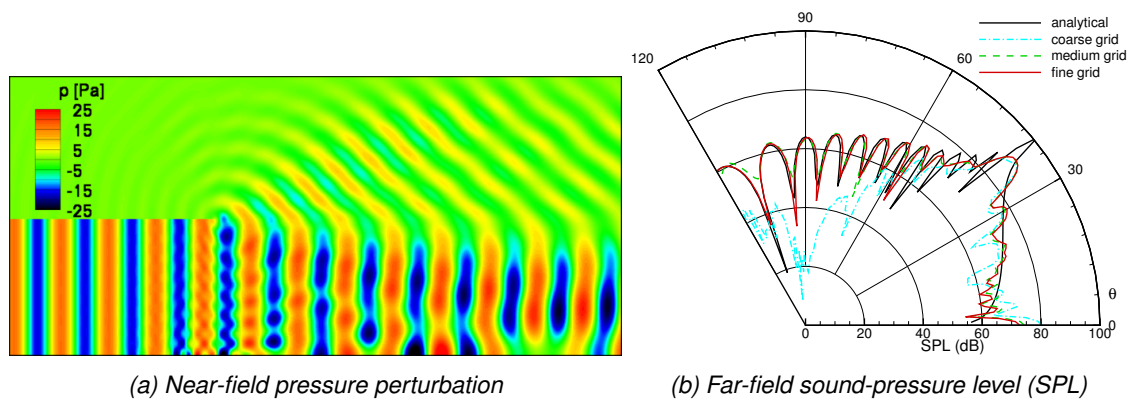 p [Pa]
25
15
5
-5
-15
-25
(a) Near-field pressure perturbation
90
120
60
30
θ
0
analytical
coarse grid
medium grid
fine grid
0 20 40 60 80 100
SPL (dB)
(b) Far-field sound-pressure level (SPL)